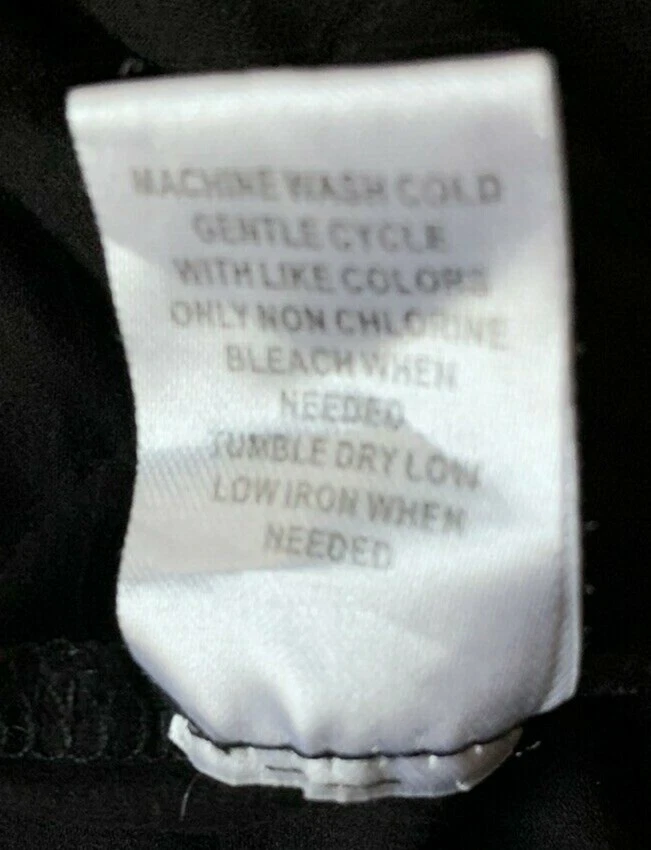 MACHINE WASH COLD
GENTLE CYCLE
WITH LIKE COLORS
ONLY NON CHLORINE
BLEACH WHEN
NEEDED
TUMBLE DRY LOW
LOW IRON WHEN
NEEDED